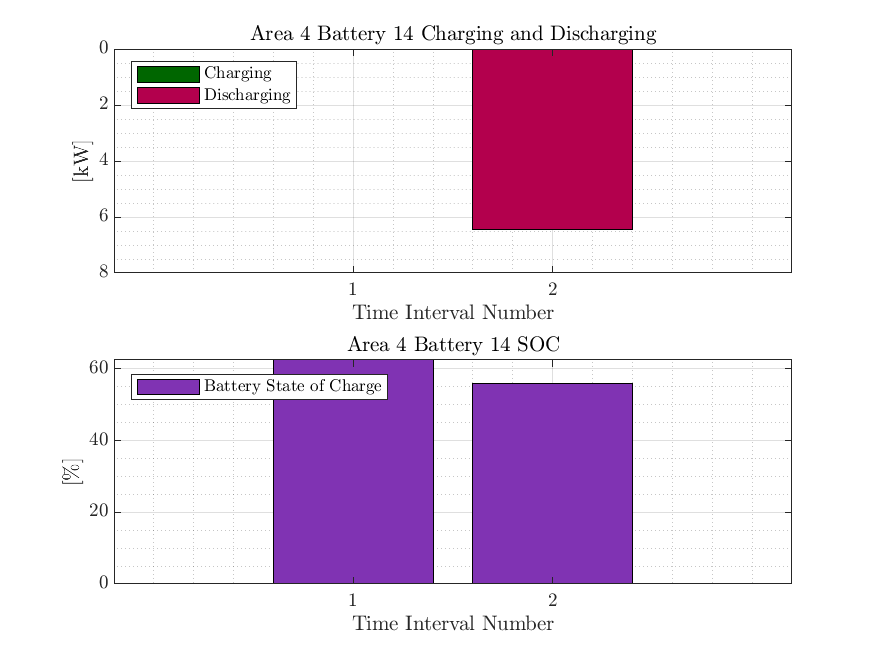 Area 4 Battery 14 Charging and Discharging
0
Charging
Discharging
2
[kW]
4
6
8
1
2
Time Interval Number
Area 4 Battery 14 SOC
60
Battery State of Charge
40
[%]
20
0
1
2
Time Interval Number